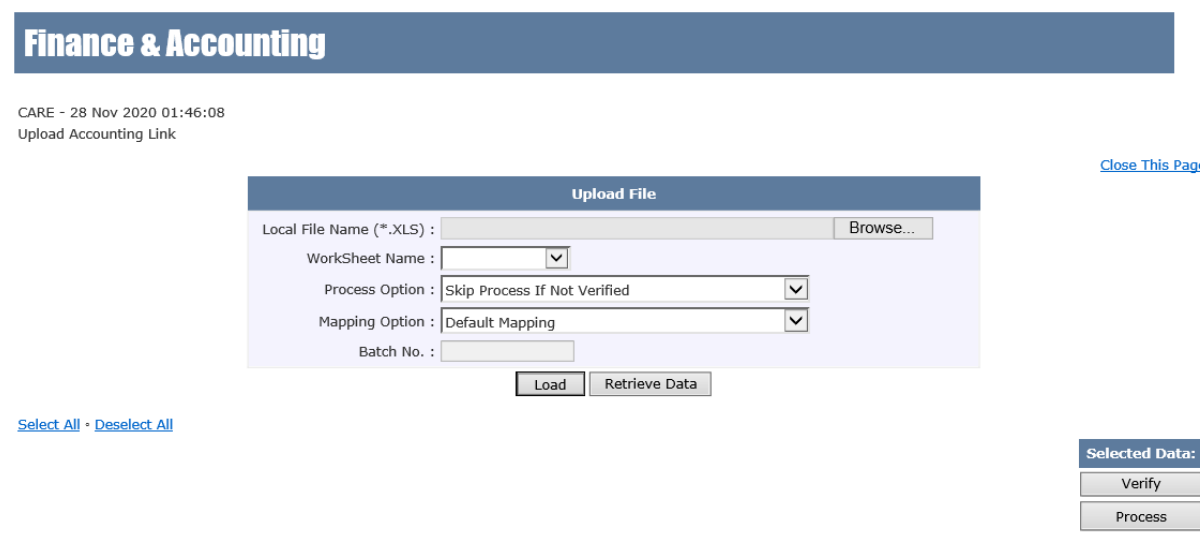 Finance & Accounting
CARE - 28 Nov 2020 01:46:08
Upload Accounting Link
Close This Page
Upload File
Local File Name (*.XLS) : Browse...
WorkSheet Name :
Process Option : Skip Process If Not Verified
Mapping Option : Default Mapping
Batch No. :
Load Retrieve Data
Select All • Deselect All
Selected Data:
Verify
Process